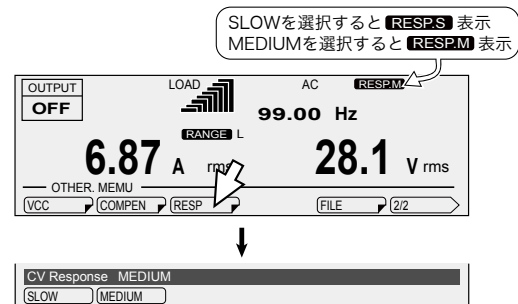 SLOWを選択すると RESP.S 表示
MEDIUMを選択すると RESP.M 表示
OUTPUT LOAD AC RESP.M
OFF 99.00 Hz
RANGE L
6.87 A rms 28.1 V rms
OTHER. MEMU
VCC COMPEN RESP FILE 2/2
CV Response MEDIUM
SLOW MEDIUM